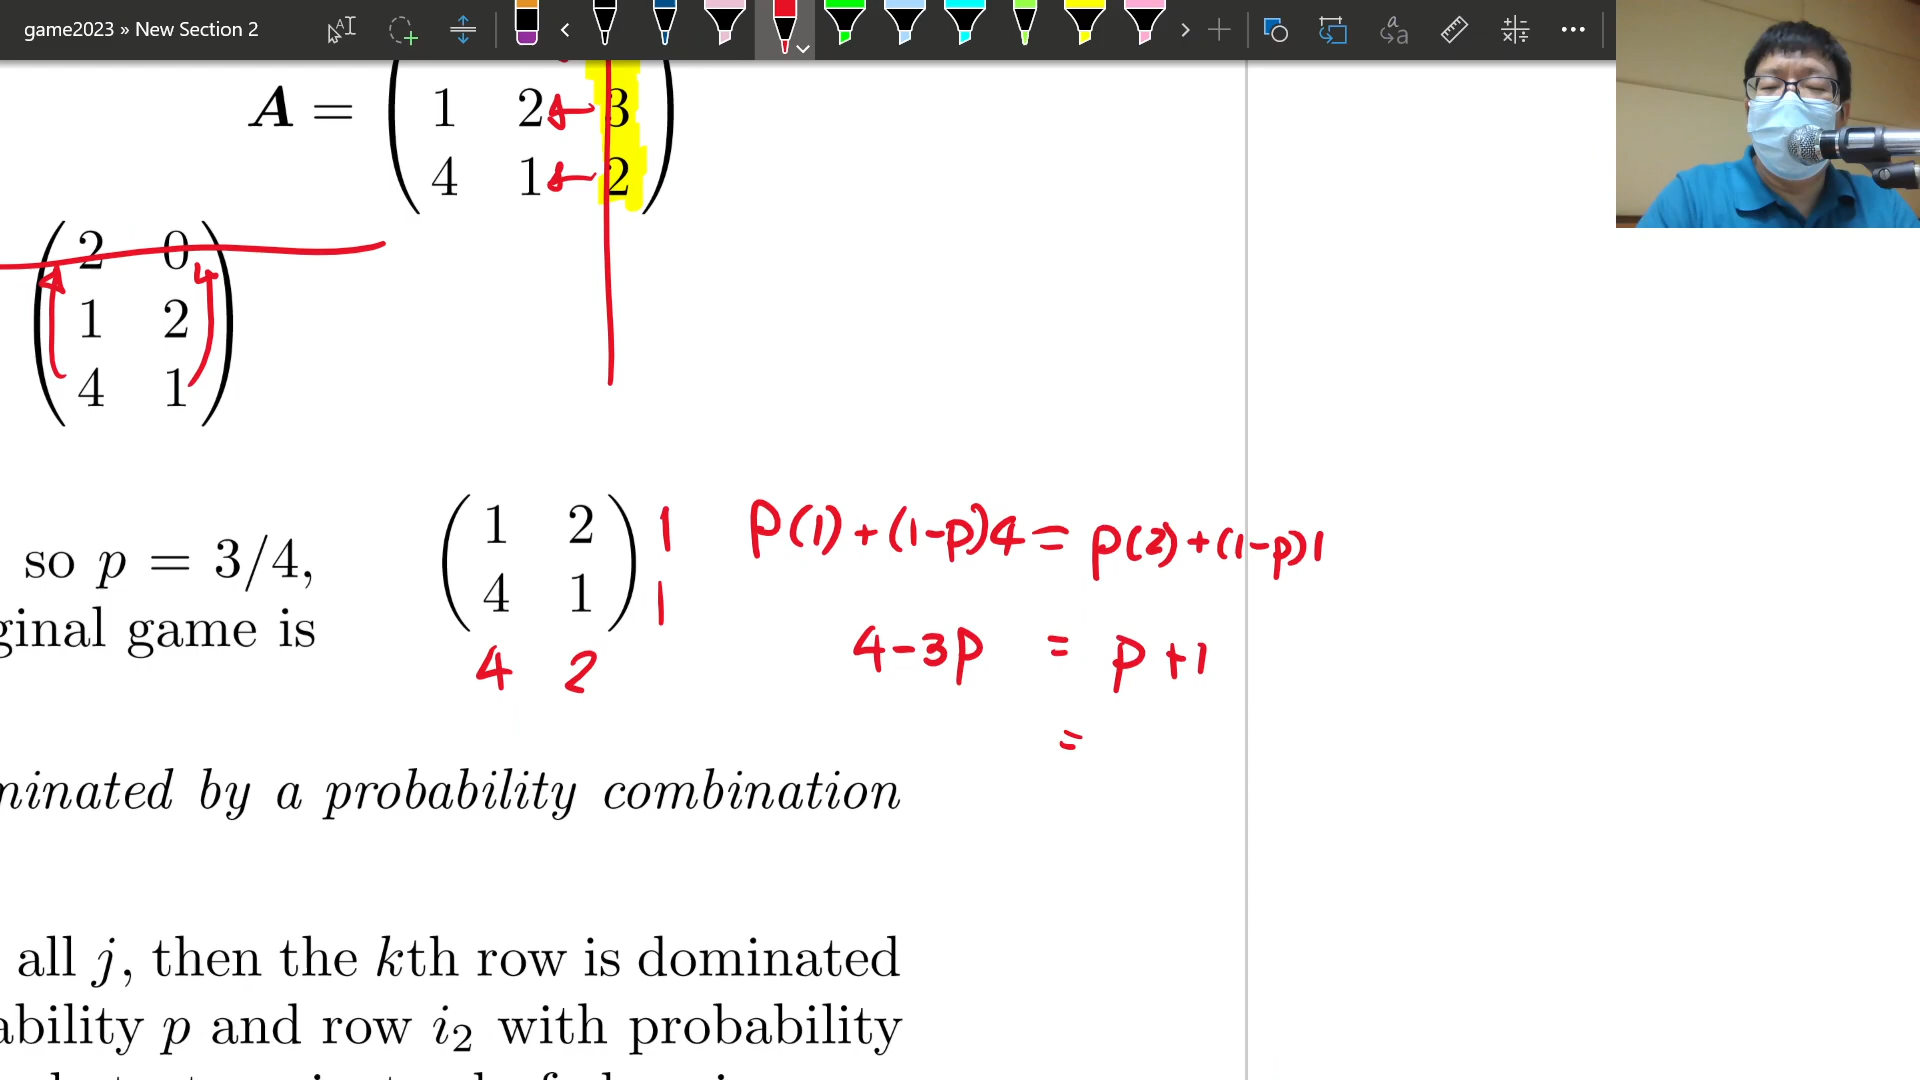 game2023 » New Section 2
A = 1 2 3
4 1 2
2 0
1 2
4 1
1 2 1 p(1)+(1-p)4 = p(2)+(1-p)1
so p = 3/4,
4 1 1
ginal game is
4 2
4-3p = p+1
=
minated by a probability combination
all j, then the kth row is dominated
ability p and row i₂ with probability